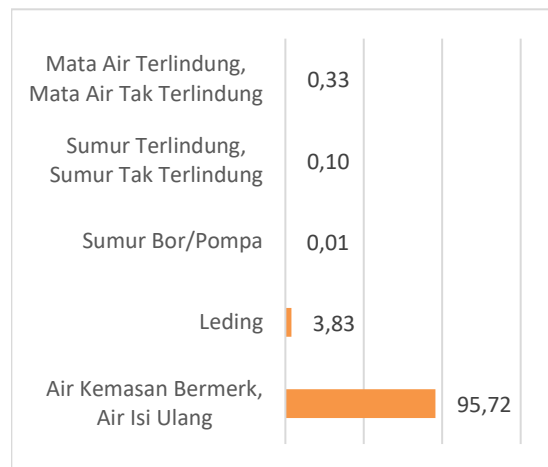 Mata Air Terlindung,
Mata Air Tak Terlindung
0,33
Sumur Terlindung,
Sumur Tak Terlindung
0,10
Sumur Bor/Pompa
0,01
Leding
3,83
Air Kemasan Bermerk,
Air Isi Ulang
95,72